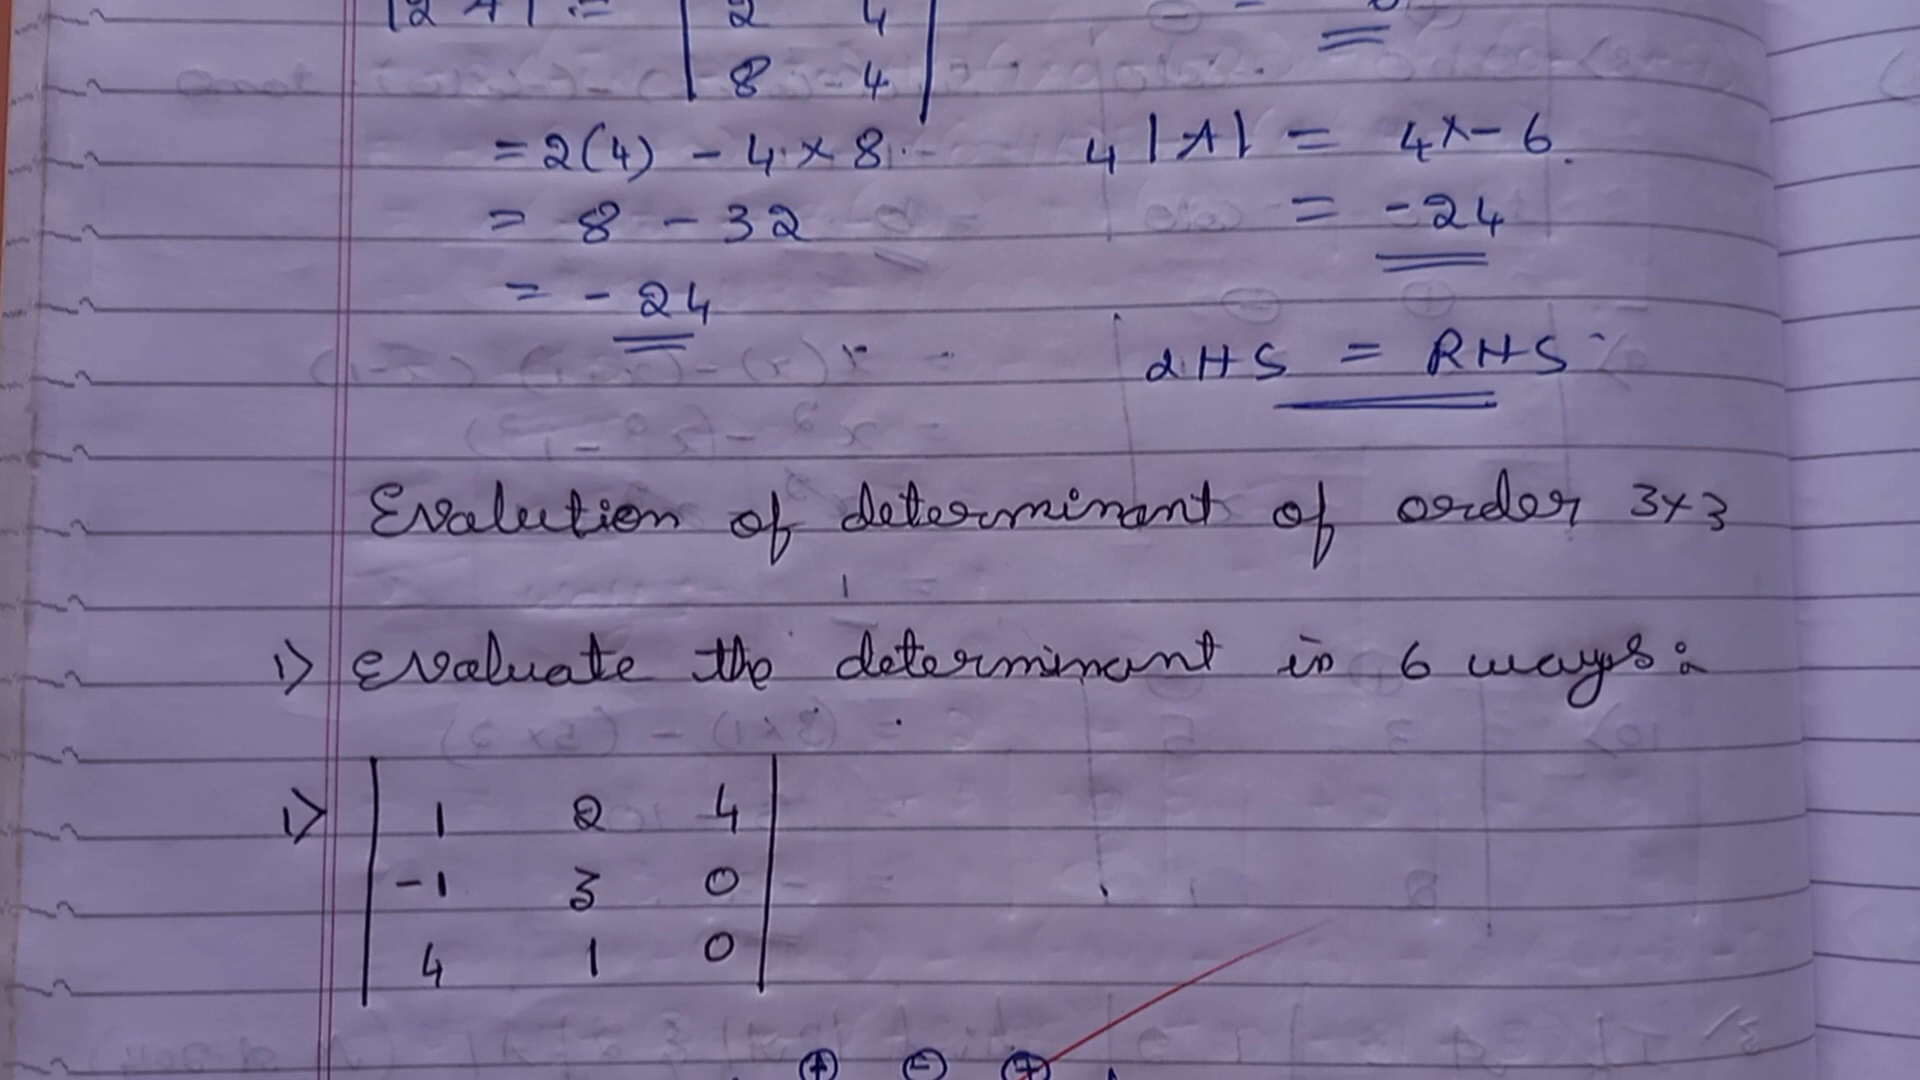 |2A| = | 2 4
8 4 |
= 2(4) - 4 × 8
= 8 - 32
= - 24
4 |A| = 4 × - 6
= - 24
LHS = RHS
Evalution of determinant of order 3×3
1) Evaluate the determinant in 6 ways:
1) | 1 2 4 |
| -1 3 0 |
| 4 1 0 |
+ - +